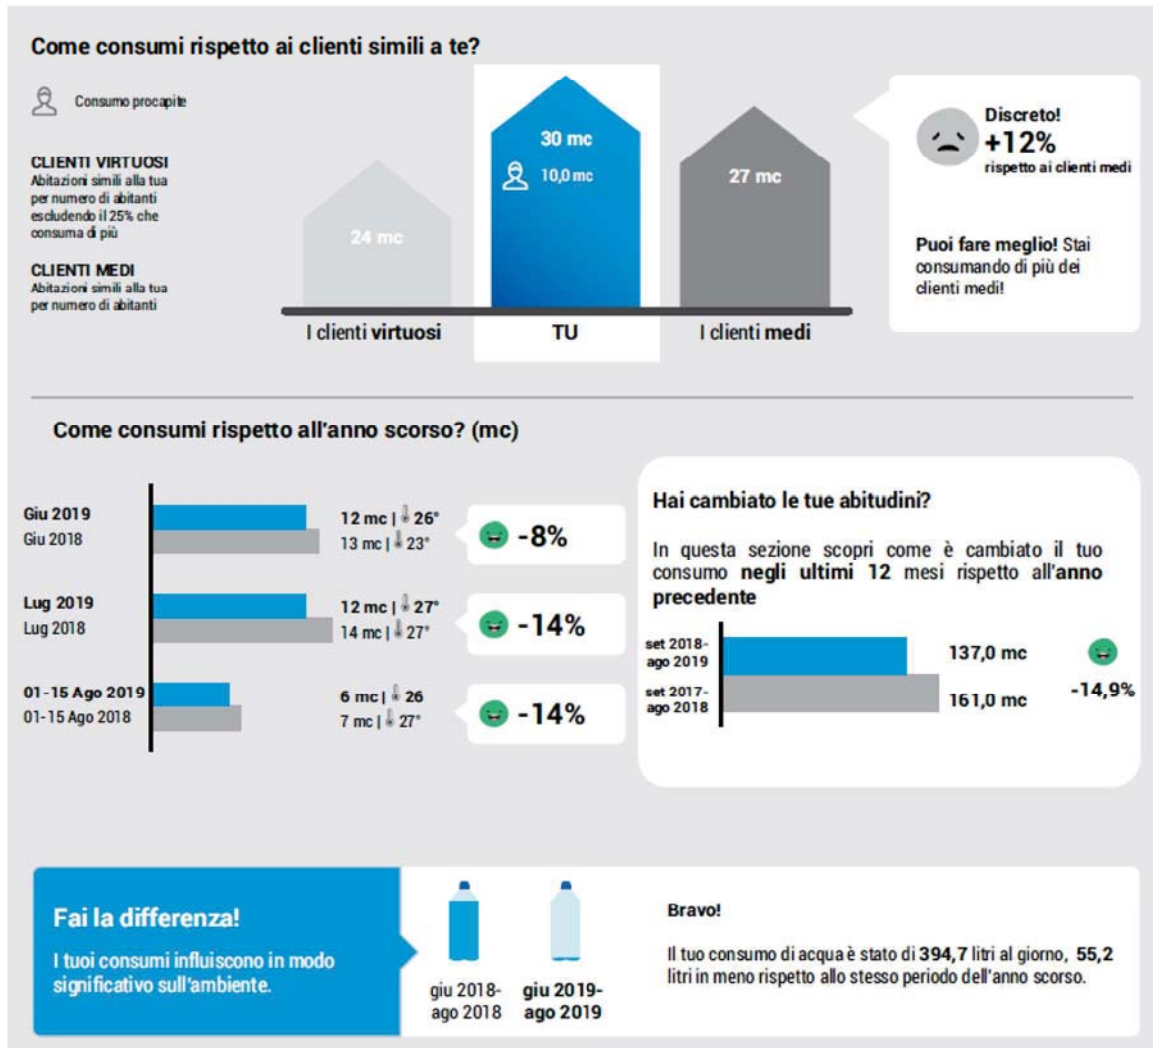 Come consumi rispetto ai clienti simili a te?
Consumo procapite
CLIENTI VIRTUOSI
Abitazioni simili alla tua
per numero di abitanti
escludendo il 25% che
consuma di più
CLIENTI MEDI
Abitazioni simili alla tua
per numero di abitanti
24 mc
30 mc
10,0 mc
27 mc
I clienti virtuosi
TU
I clienti medi
Discreto!
+12%
rispetto ai clienti medi
Puoi fare meglio! Stai
consumando di più dei
clienti medi!
Come consumi rispetto all'anno scorso? (mc)
Giu 2019
Giu 2018
12 mc | 26°
13 mc | 23°
-8%
Lug 2019
Lug 2018
12 mc | 27°
14 mc | 27°
-14%
01-15 Ago 2019
01-15 Ago 2018
6 mc | 26
7 mc | 27°
-14%
Hai cambiato le tue abitudini?
In questa sezione scopri come è cambiato il tuo
consumo negli ultimi 12 mesi rispetto all'anno
precedente
set 2018-
ago 2019
137,0 mc
set 2017-
ago 2018
161,0 mc
-14,9%
Fai la differenza!
I tuoi consumi influiscono in modo
significativo sull'ambiente.
giu 2018-
ago 2018
giu 2019-
ago 2019
Bravo!
Il tuo consumo di acqua è stato di 394,7 litri al giorno, 55,2
litri in meno rispetto allo stesso periodo dell'anno scorso.